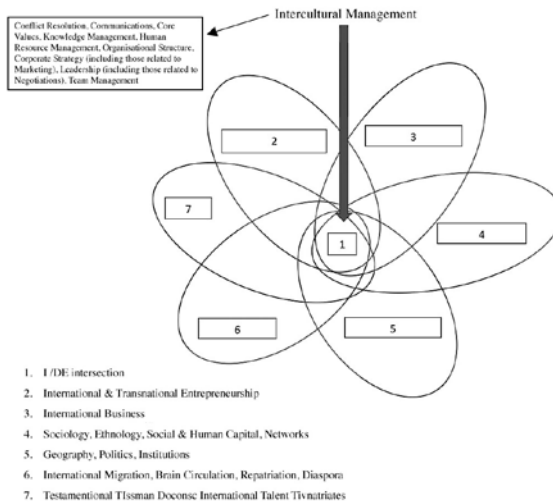 Intercultural Management
Conflict Resolution, Communications, Core
Values, Knowledge Management, Human
Resource Management, Organisational Structure,
Corporate Strategy (including those related to
Marketing), Leadership (including those related to
Negotiations), Team Management
2
3
7
1
4
6
5
1. I /DE intersection
2. International & Transnational Entrepreneurship
3. International Business
4. Sociology, Ethnology, Social & Human Capital, Networks
5. Geography, Politics, Institutions
6. International Migration, Brain Circulation, Repatriation, Diaspora
7. International Talent